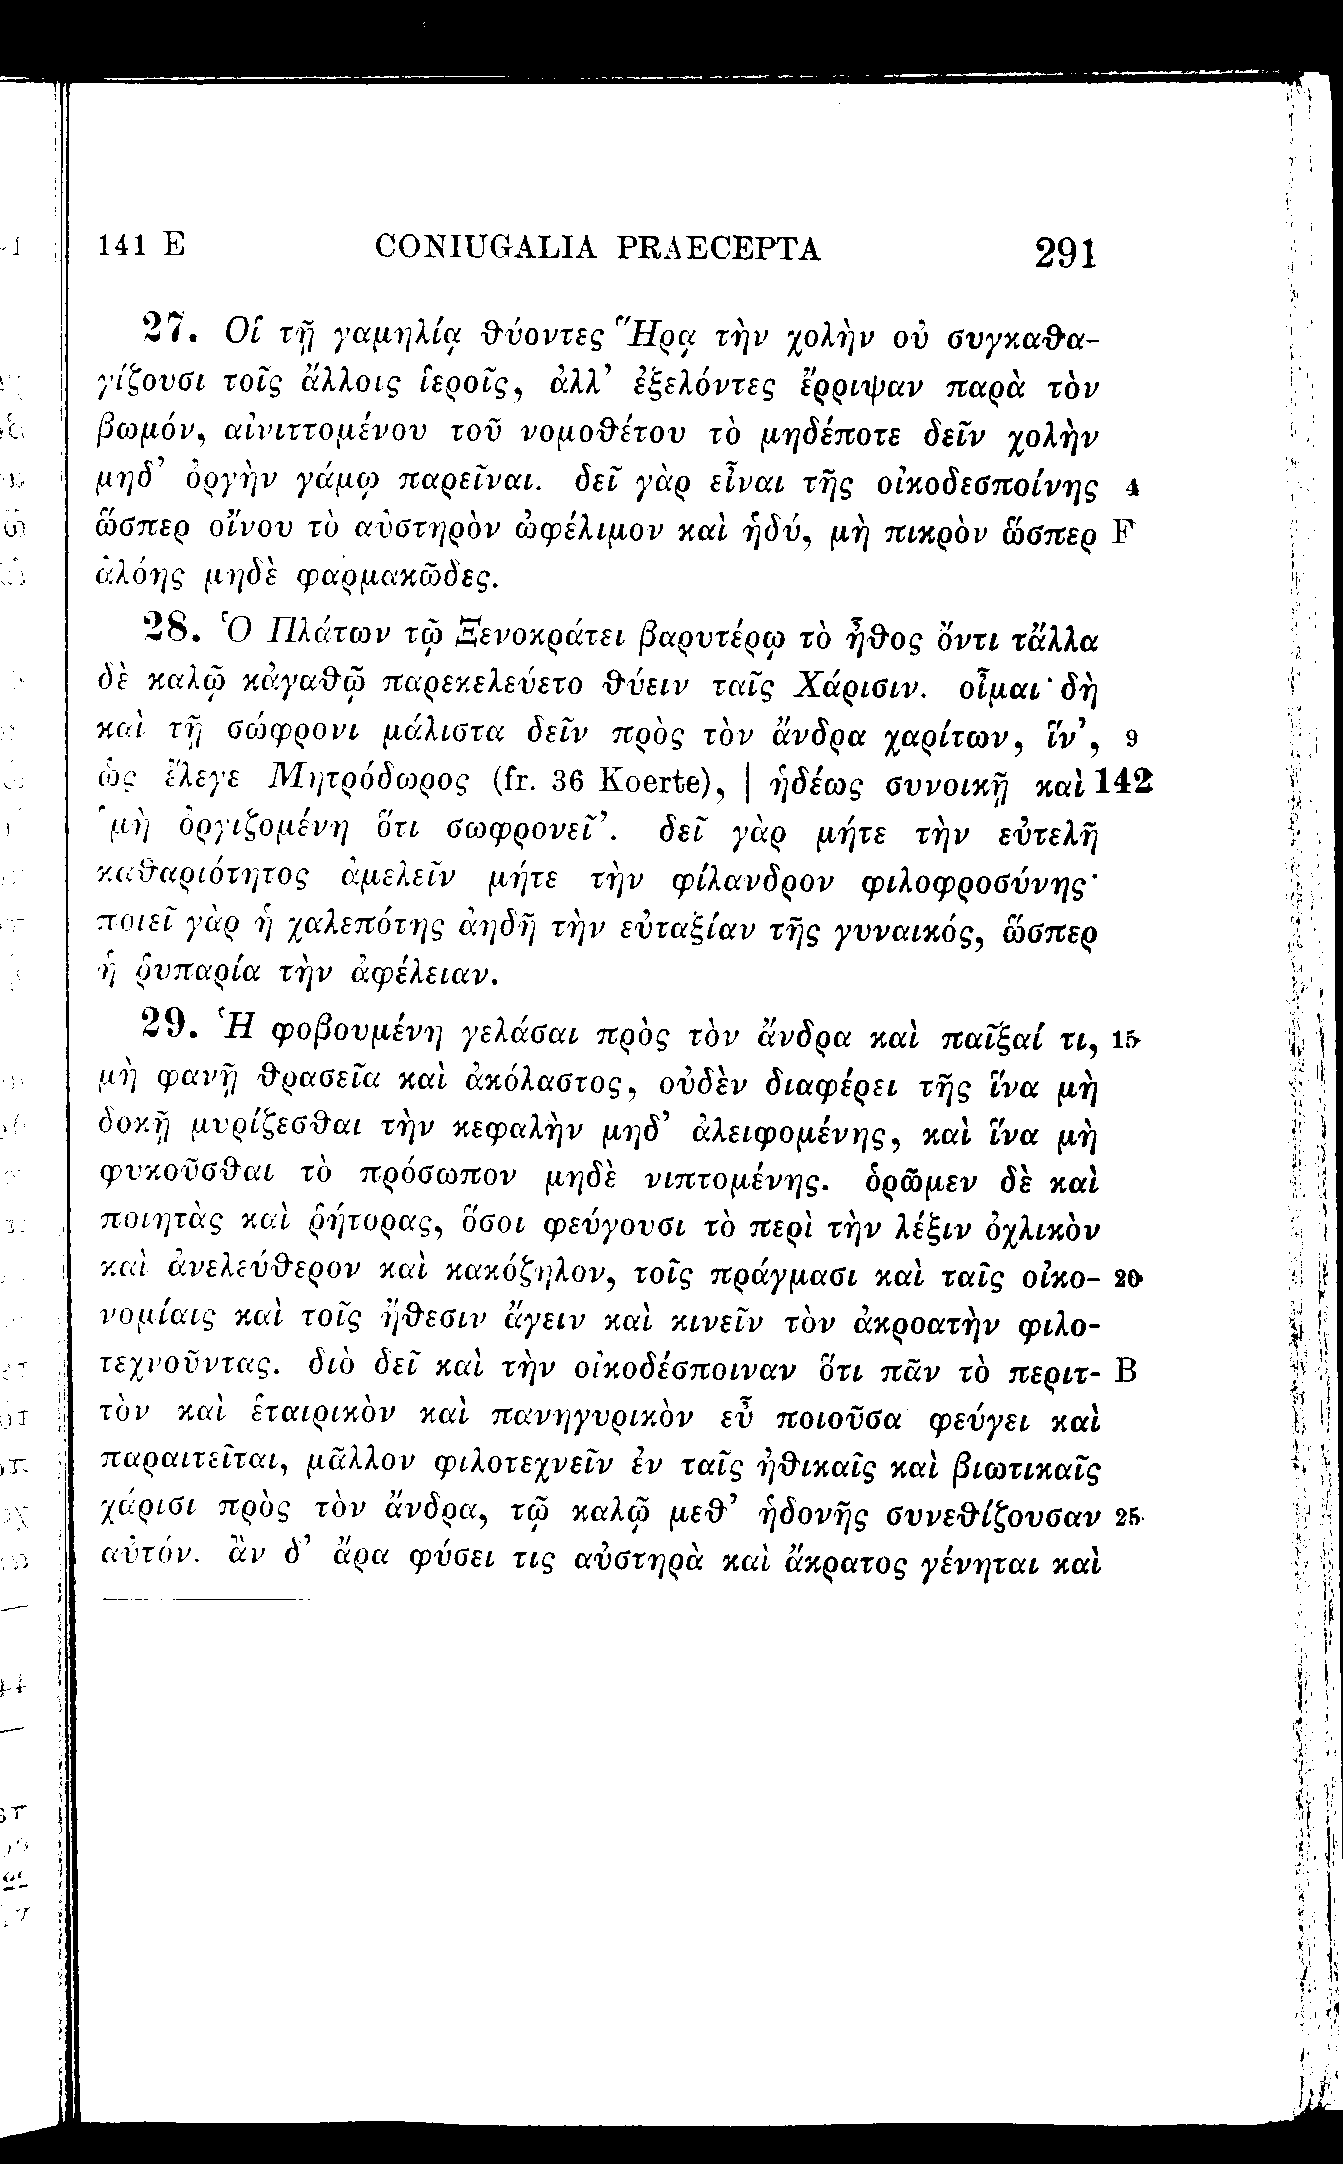 141 E CONIUGALIA PRAECEPTA 291
27. Οἱ τῇ γαμηλίᾳ θύοντες Ἥρᾳ τὴν χολὴν οὐ συγκαθα-
γίζουσι τοῖς ἄλλοις ἱεροῖς, ἀλλ’ ἐξελόντες ἔρριψαν παρὰ τὸν
βωμόν, αἰνιττομένου τοῦ νομοθέτου τὸ μηδέποτε δεῖν χολὴν
μηδ’ ὀργὴν γάμῳ παρεῖναι. δεῖ γὰρ εἶναι τῆς οἰκοδεσποίνης 4
ὥσπερ οἴνου τὸ αὐστηρὸν ὠφέλιμον καὶ ἡδύ, μὴ πικρὸν ὥσπερ F
ἀλόης μηδὲ φαρμακῶδες.
28. Ὁ Πλάτων τῷ Ξενοκράτει βαρυτέρῳ τὸ ἦθος ὄντι τἄλλα
δὲ καλῷ κἀγαθῷ παρεκελεύετο θύειν ταῖς Χάρισιν. οἶμαι δὴ
καὶ τῇ σώφρονι μάλιστα δεῖν πρὸς τὸν ἄνδρα χαρίτων, ἵν’, 9
ὡς ἔλεγε Μητρόδωρος (fr. 36 Koerte), | ἡδέως συνοικῇ καὶ 142
‘μὴ ὀργιζομένη ὅτι σωφρονεῖ’. δεῖ γὰρ μήτε τὴν εὐτελῆ
καθαριότητος ἀμελεῖν μήτε τὴν φίλανδρον φιλοφροσύνης·
ποιεῖ γὰρ ἡ χαλεπότης ἀηδῆ τὴν εὐταξίαν τῆς γυναικός, ὥσπερ
ἡ ῥυπαρία τὴν ἀφέλειαν.
29. Ἡ φοβουμένη γελάσαι πρὸς τὸν ἄνδρα καὶ παῖξαί τι, 15
μὴ φανῇ θρασεῖα καὶ ἀκόλαστος, οὐδὲν διαφέρει τῆς ἵνα μὴ
δοκῇ μυρίζεσθαι τὴν κεφαλὴν μηδ’ ἀλειφομένης, καὶ ἵνα μὴ
φυκοῦσθαι τὸ πρόσωπον μηδὲ νιπτομένης. ὁρῶμεν δὲ καὶ
ποιητὰς καὶ ῥήτορας, ὅσοι φεύγουσι τὸ περὶ τὴν λέξιν ὀχλικὸν
καὶ ἀνελεύθερον καὶ κακόζηλον, τοῖς πράγμασι καὶ ταῖς οἰκο- 20
νομίαις καὶ τοῖς ἤθεσιν ἄγειν καὶ κινεῖν τὸν ἀκροατὴν φιλο-
τεχνοῦντας. διὸ δεῖ καὶ τὴν οἰκοδέσποιναν ὅτι πᾶν τὸ περιτ- B
τὸν καὶ ἑταιρικὸν καὶ πανηγυρικὸν εὖ ποιοῦσα φεύγει καὶ
παραιτεῖται, μᾶλλον φιλοτεχνεῖν ἐν ταῖς ἠθικαῖς καὶ βιωτικαῖς
χάρισι πρὸς τὸν ἄνδρα, τῷ καλῷ μεθ’ ἡδονῆς συνεθίζουσαν 25
αὐτόν. ἂν δ’ ἄρα φύσει τις αὐστηρὰ καὶ ἄκρατος γένηται καὶ